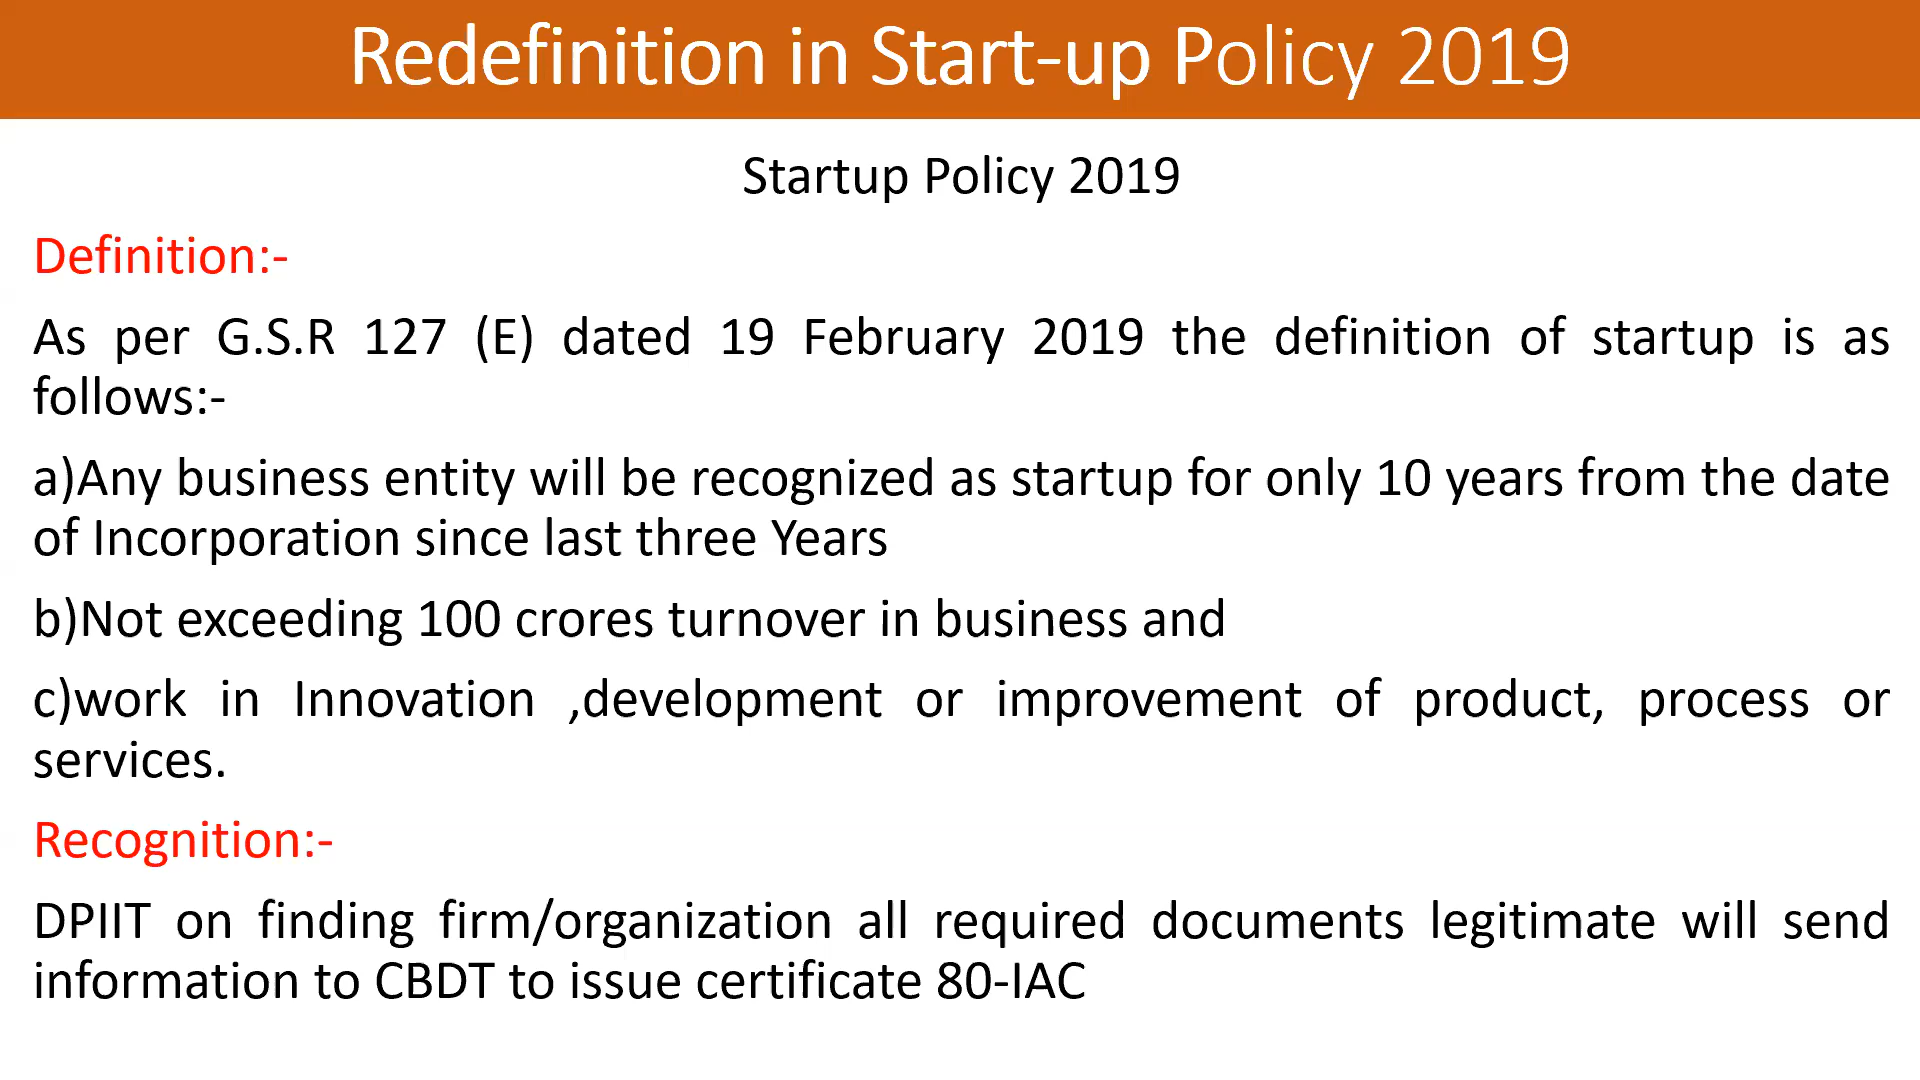 Redefinition in Start-up Policy 2019
Startup Policy 2019
Definition:-
As per G.S.R 127 (E) dated 19 February 2019 the definition of startup is as
follows:-
a)Any business entity will be recognized as startup for only 10 years from the date
of Incorporation since last three Years
b)Not exceeding 100 crores turnover in business and
c)work in Innovation ,development or improvement of product, process or
services.
Recognition:-
DPIIT on finding firm/organization all required documents legitimate will send
information to CBDT to issue certificate 80-IAC